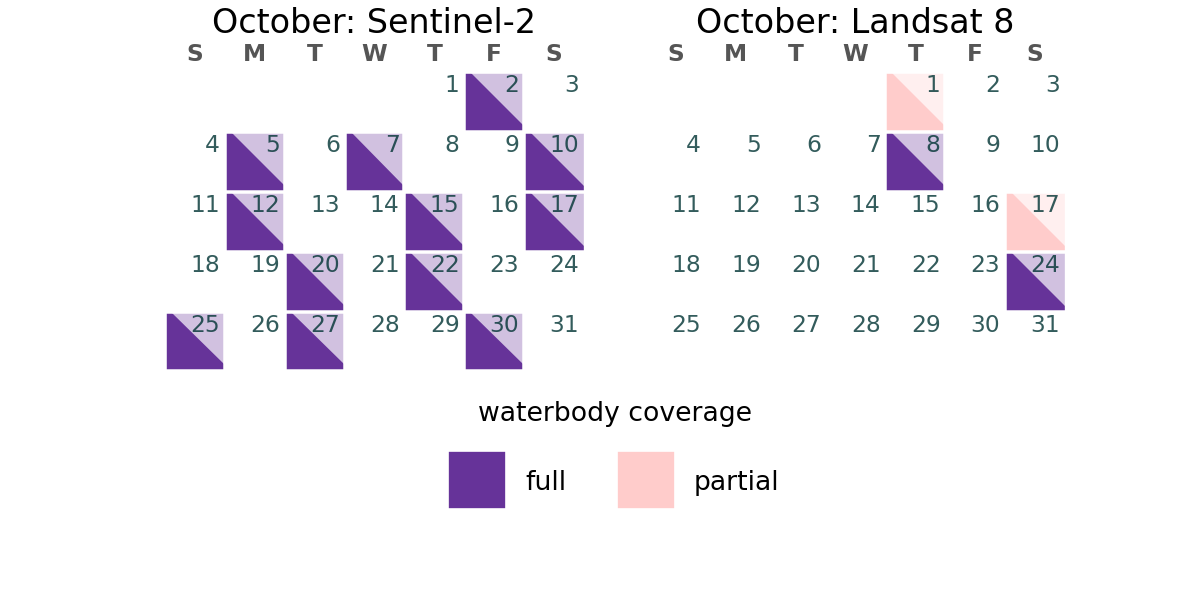 October: Sentinel-2
S M T W T F S
1 2 3
4 5 6 7 8 9 10
11 12 13 14 15 16 17
18 19 20 21 22 23 24
25 26 27 28 29 30 31
October: Landsat 8
S M T W T F S
1 2 3
4 5 6 7 8 9 10
11 12 13 14 15 16 17
18 19 20 21 22 23 24
25 26 27 28 29 30 31
waterbody coverage
full partial